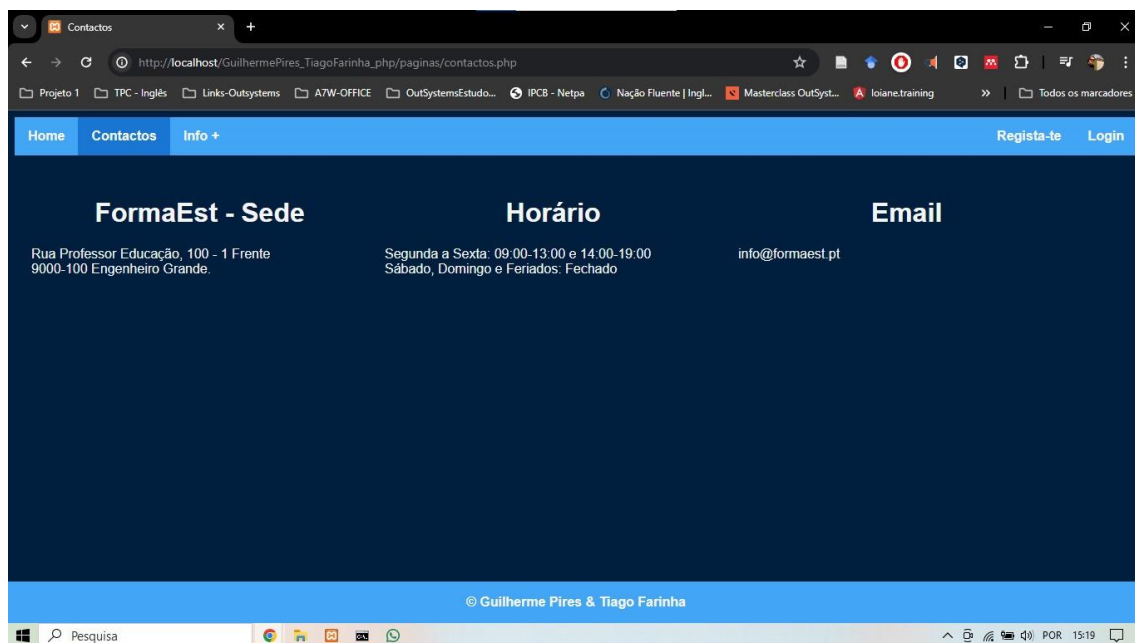 Contactos
http://localhost/GuilhermePires_TiagoFarinha_php/paginas/contactos.php
Projeto 1 TPC - Inglês Links-Outsystems A7W-OFFICE OutSystemsEstudo... IPCB - Netpa Nação Fluente | Ingl... Masterclass OutSyst... loiane.training » Todos os marcadores
Home Contactos Info + Regista-te Login
FormaEst - Sede Horário Email
Rua Professor Educação, 100 - 1 Frente Segunda a Sexta: 09:00-13:00 e 14:00-19:00 info@formaest.pt
9000-100 Engenheiro Grande. Sábado, Domingo e Feriados: Fechado
© Guilherme Pires & Tiago Farinha
Pesquisa POR 15:19